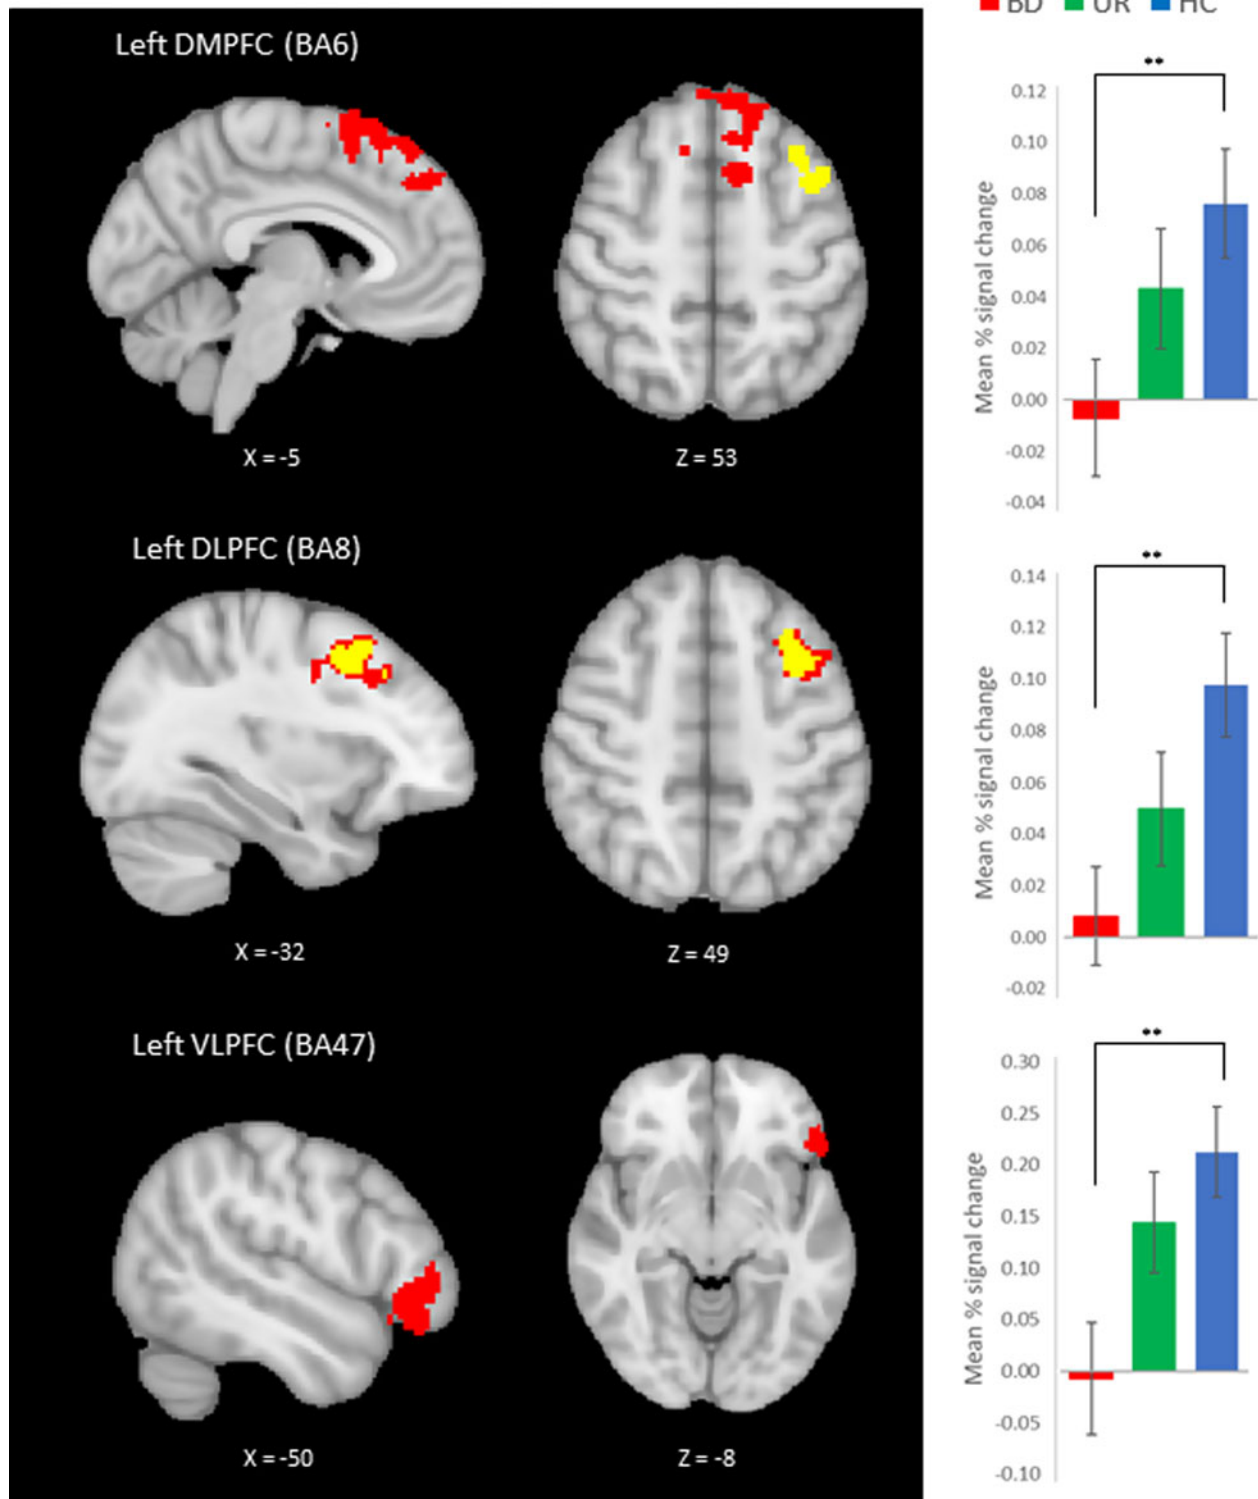 BD UR HC
Left DMPFC (BA6)
X = -5
Z = 53
**
Mean % signal change
0.12
0.10
0.08
0.06
0.04
0.02
0.00
-0.02
-0.04
Left DLPFC (BA8)
X = -32
Z = 49
**
Mean % signal change
0.14
0.12
0.10
0.08
0.06
0.04
0.02
0.00
-0.02
Left VLPFC (BA47)
X = -50
Z = -8
**
Mean % signal change
0.30
0.25
0.20
0.15
0.10
0.05
0.00
-0.05
-0.10